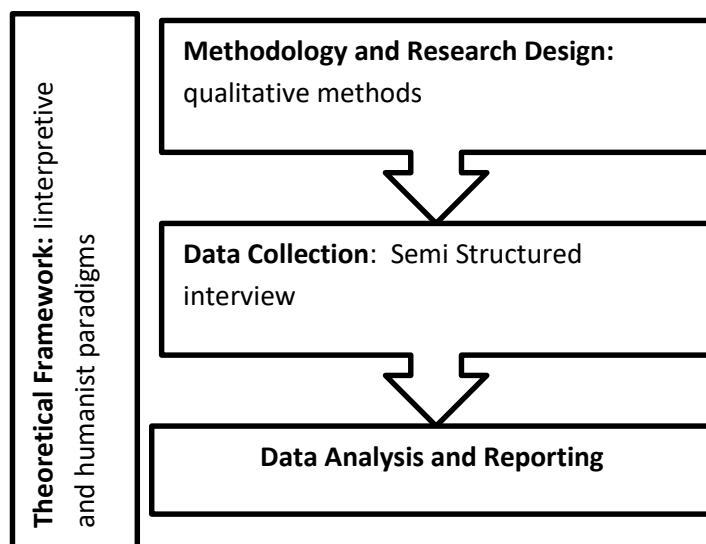 Theoretical Framework: Iinterpretive
and humanist paradigms
Methodology and Research Design:
qualitative methods
Data Collection:  Semi Structured
interview
Data Analysis and Reporting